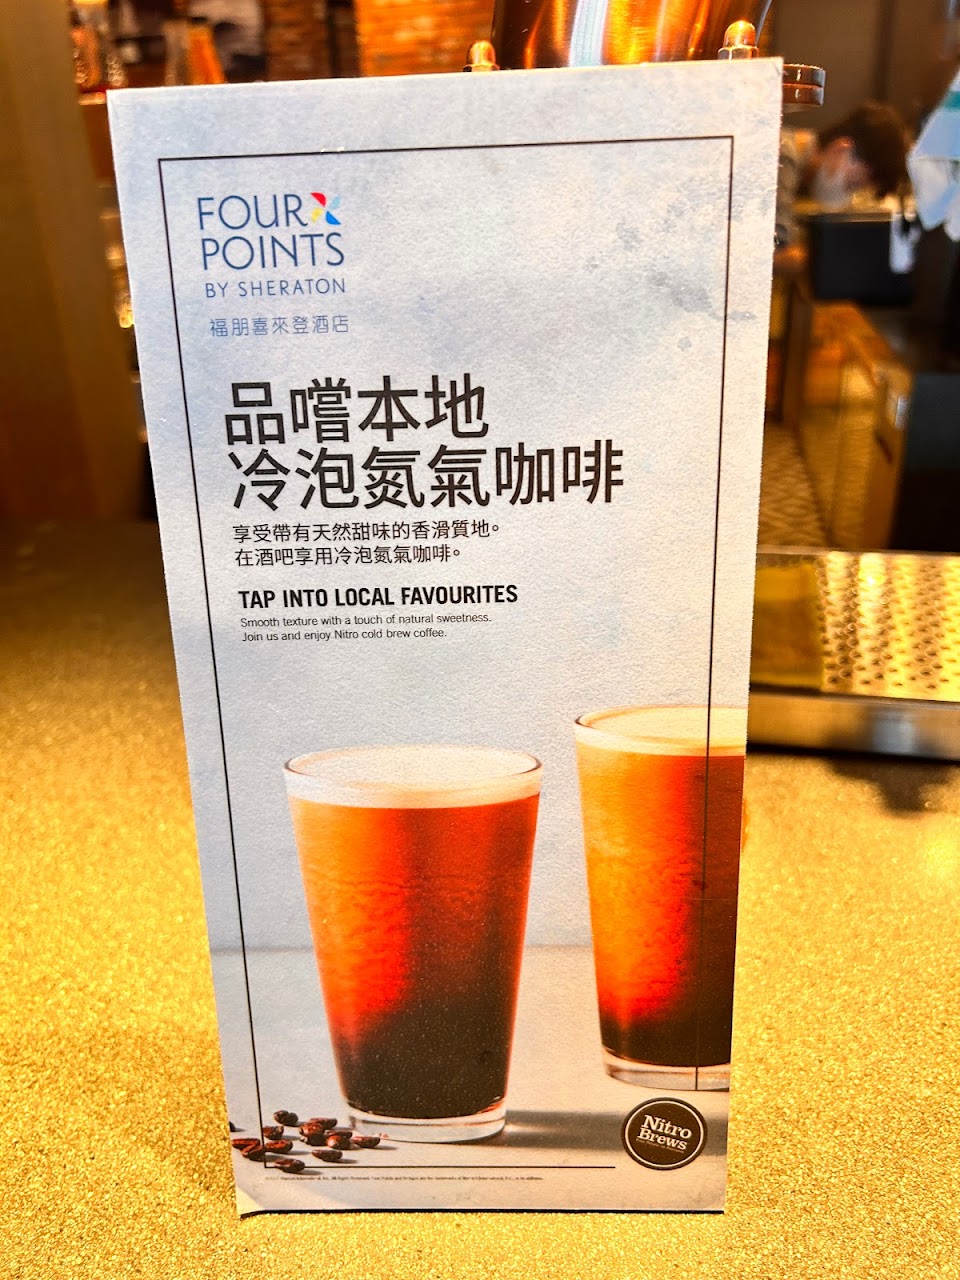 FOUR
POINTS
BY SHERATON
福朋喜來登酒店
品嚐本地
冷泡氮氣咖啡
享受帶有天然甜味的香滑質地。
在酒吧享用冷泡氮氣咖啡。
TAP INTO LOCAL FAVOURITES
Smooth texture with a touch of natural sweetness.
Join us and enjoy Nitro cold brew coffee.
Nitro
Brews